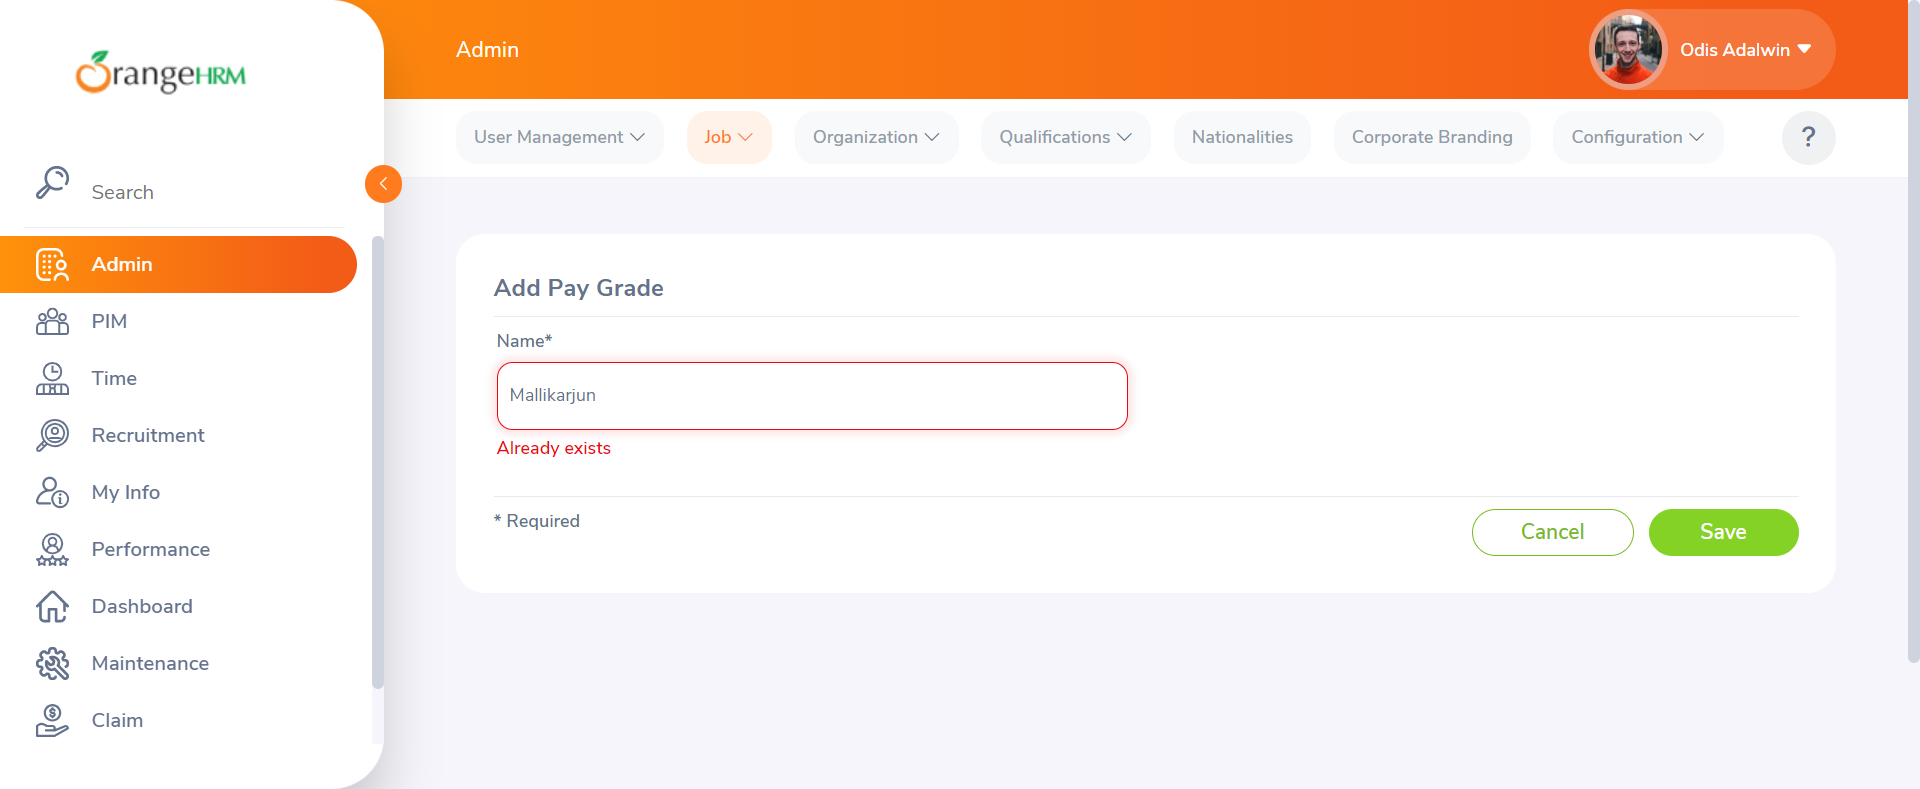 OrangeHRM
Admin
Odis Adalwin
User Management
Job
Organization
Qualifications
Nationalities
Corporate Branding
Configuration
?
Search
Admin
PIM
Time
Recruitment
My Info
Performance
Dashboard
Maintenance
Claim
Add Pay Grade
Name*
Mallikarjun
Already exists
* Required
Cancel
Save